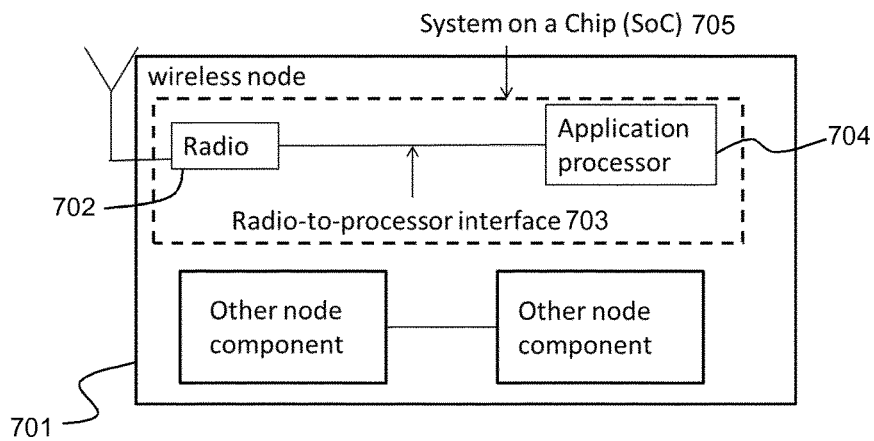 System on a Chip (SoC) 705
wireless node
Radio
Application
processor
704
702
Radio-to-processor interface 703
Other node
component
Other node
component
701